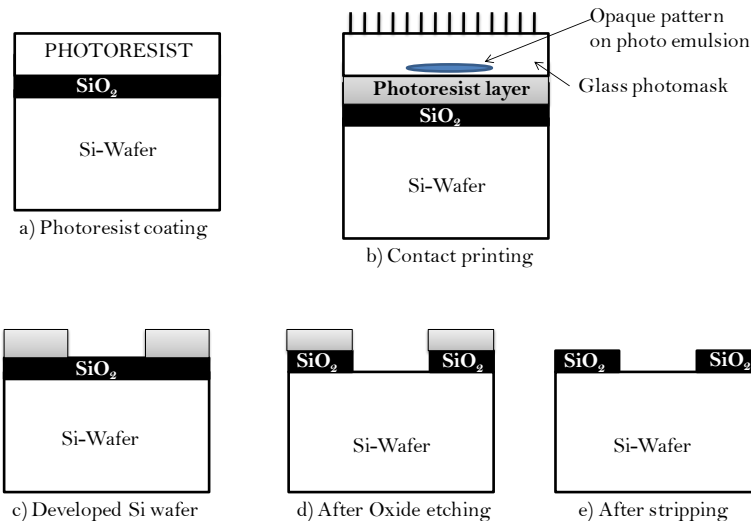 PHOTORESIST
SiO₂
Si-Wafer
a) Photoresist coating
Opaque pattern
on photo emulsion
Glass photomask
Photoresist layer
SiO₂
Si-Wafer
b) Contact printing
SiO₂
Si-Wafer
c) Developed Si wafer
SiO₂ SiO₂
Si-Wafer
d) After Oxide etching
SiO₂ SiO₂
Si-Wafer
e) After stripping